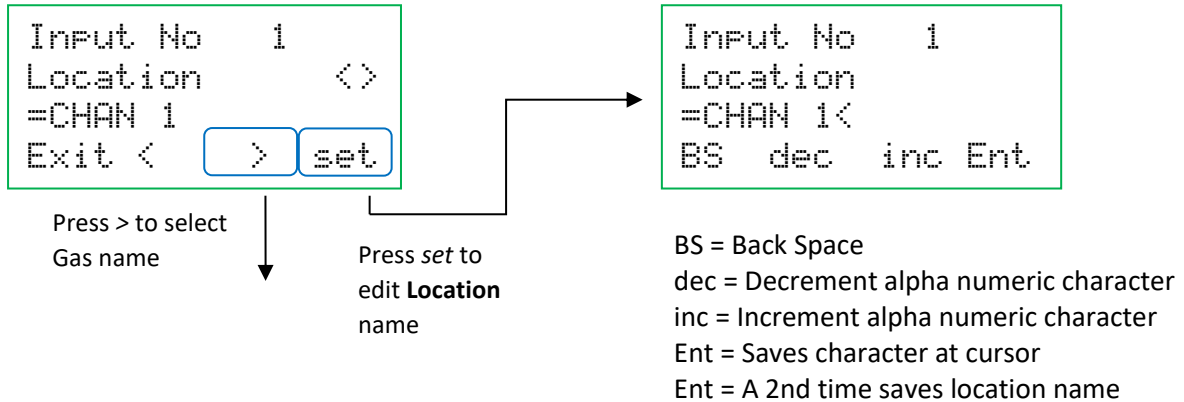 Input No 1
Location <>
=CHAN 1
Exit < > set
Press > to select
Gas name
Press set to
edit Location
name
Input No 1
Location
=CHAN 1<
BS dec inc Ent
BS = Back Space
dec = Decrement alpha numeric character
inc = Increment alpha numeric character
Ent = Saves character at cursor
Ent = A 2nd time saves location name